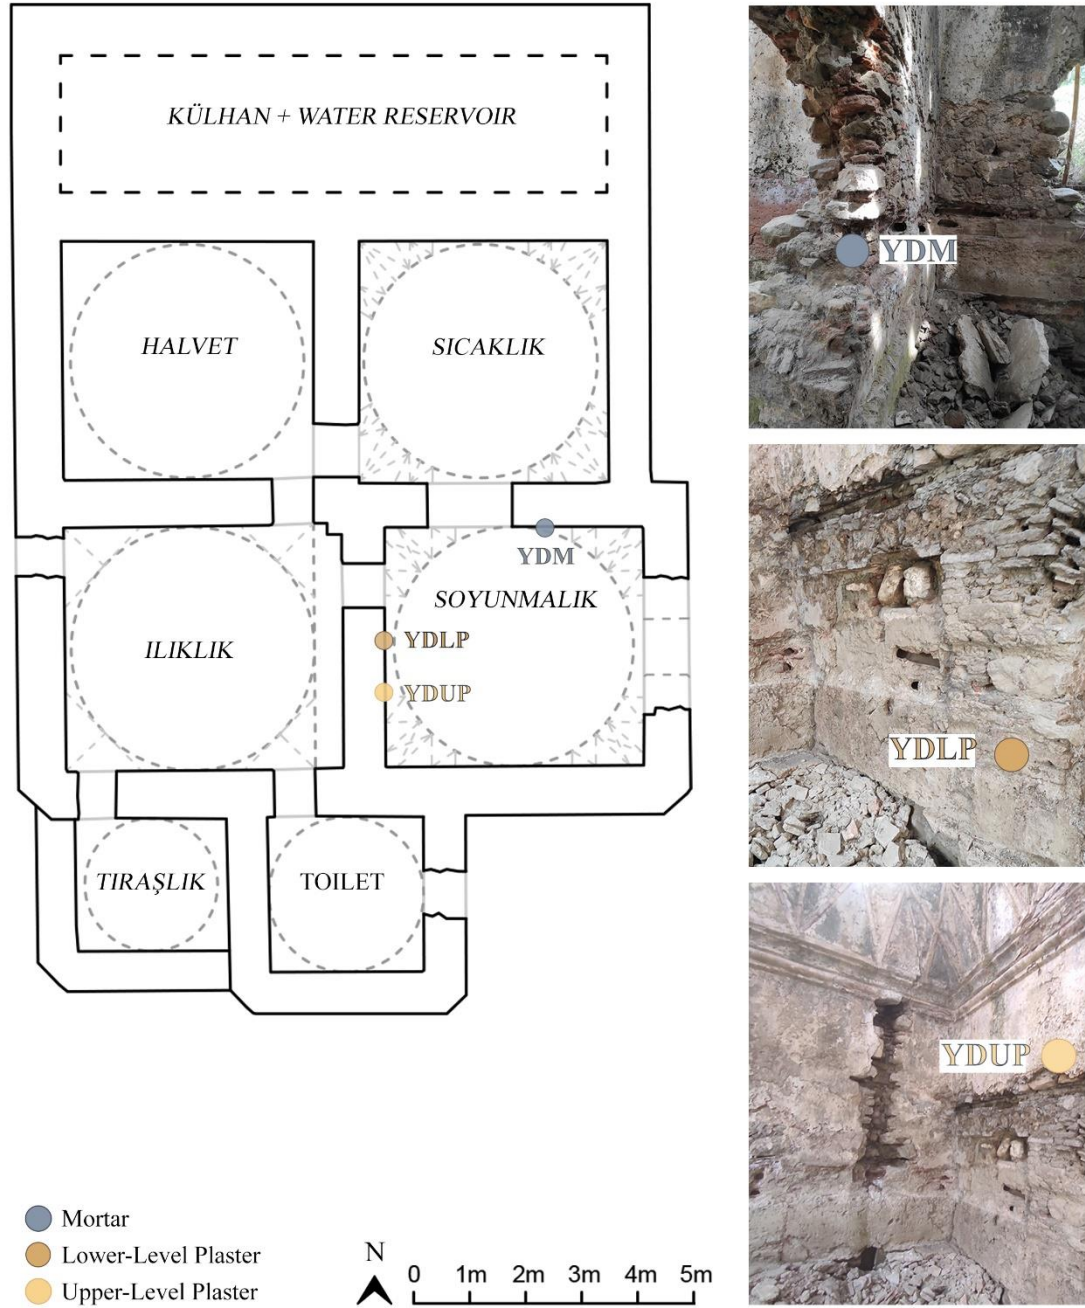 KÜLHAN + WATER RESERVOIR
HALVET
SICAKLIK
YDM
SOYUNMALIK
ILIKLIK
YDLP
YDUP
TIRAŞLIK
TOILET
Mortar
Lower-Level Plaster
Upper-Level Plaster
N
0 1m 2m 3m 4m 5m
YDM
YDLP
YDUP